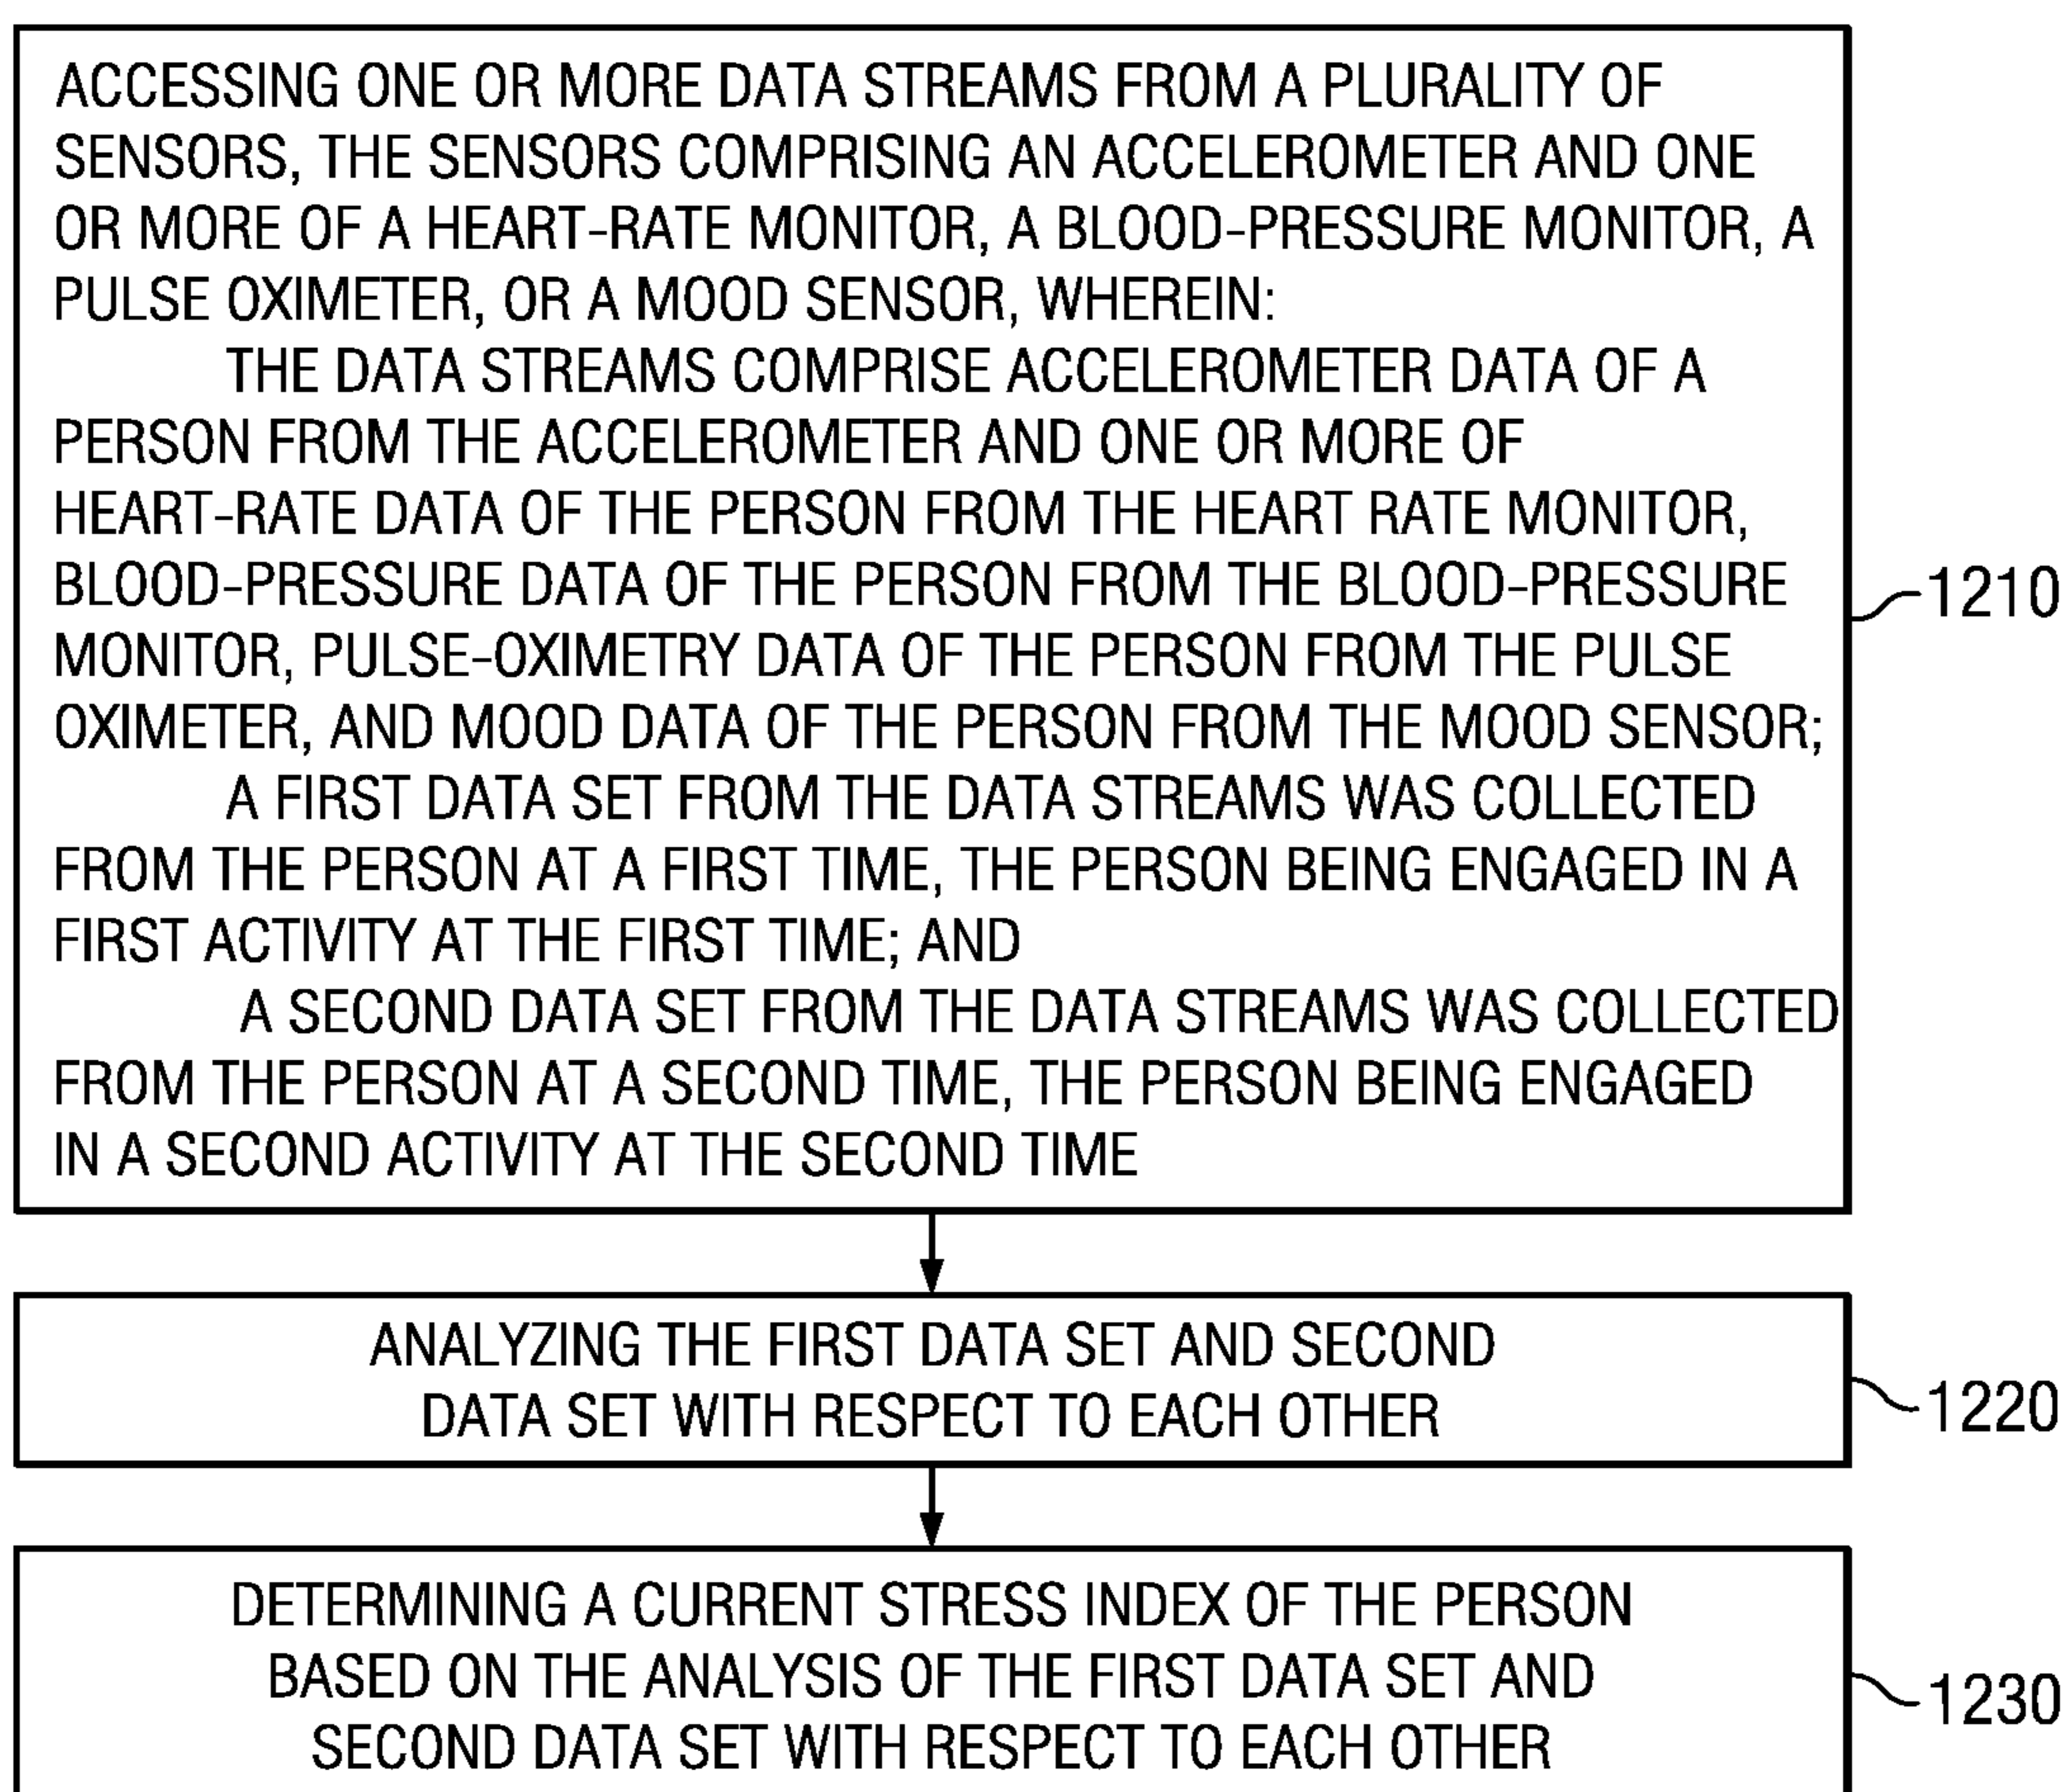 ACCESSING ONE OR MORE DATA STREAMS FROM A PLURALITY OF
SENSORS, THE SENSORS COMPRISING AN ACCELEROMETER AND ONE
OR MORE OF A HEART-RATE MONITOR, A BLOOD-PRESSURE MONITOR, A
PULSE OXIMETER, OR A MOOD SENSOR, WHEREIN:
THE DATA STREAMS COMPRISE ACCELEROMETER DATA OF A
PERSON FROM THE ACCELEROMETER AND ONE OR MORE OF
HEART-RATE DATA OF THE PERSON FROM THE HEART RATE MONITOR,
BLOOD-PRESSURE DATA OF THE PERSON FROM THE BLOOD-PRESSURE
MONITOR, PULSE-OXIMETRY DATA OF THE PERSON FROM THE PULSE
OXIMETER, AND MOOD DATA OF THE PERSON FROM THE MOOD SENSOR;
A FIRST DATA SET FROM THE DATA STREAMS WAS COLLECTED
FROM THE PERSON AT A FIRST TIME, THE PERSON BEING ENGAGED IN A
FIRST ACTIVITY AT THE FIRST TIME; AND
A SECOND DATA SET FROM THE DATA STREAMS WAS COLLECTED
FROM THE PERSON AT A SECOND TIME, THE PERSON BEING ENGAGED
IN A SECOND ACTIVITY AT THE SECOND TIME
1210
ANALYZING THE FIRST DATA SET AND SECOND
DATA SET WITH RESPECT TO EACH OTHER
1220
DETERMINING A CURRENT STRESS INDEX OF THE PERSON
BASED ON THE ANALYSIS OF THE FIRST DATA SET AND
SECOND DATA SET WITH RESPECT TO EACH OTHER
1230